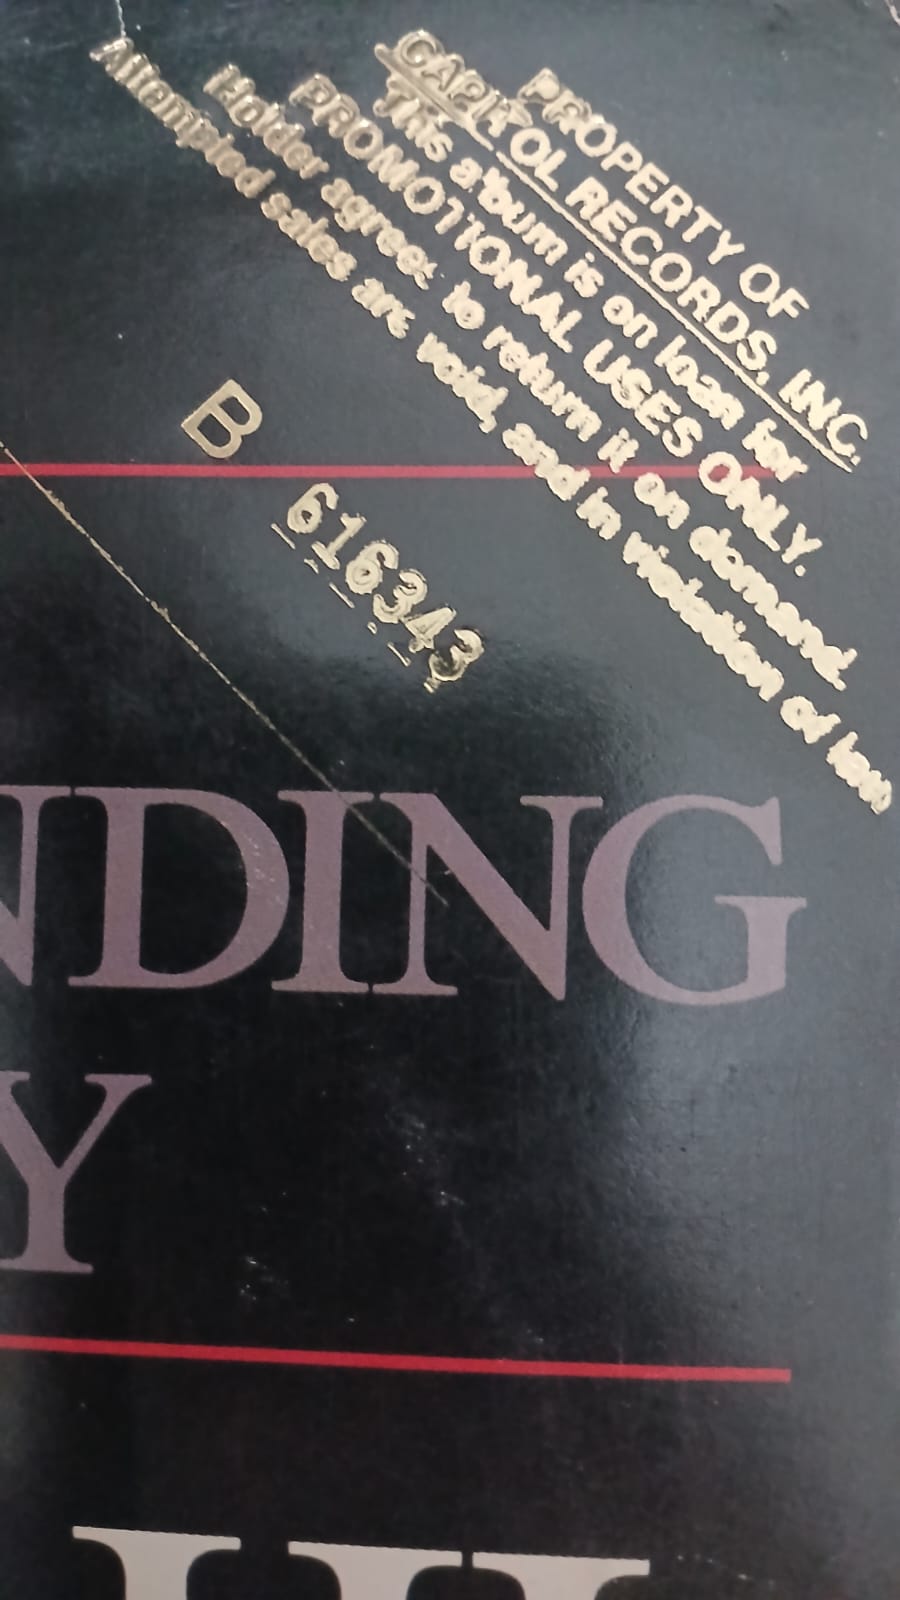 PROPERTY OF
CAPITOL RECORDS, INC.
This album is on loan for
PROMOTIONAL USES ONLY.
Holder agrees to return it on demand.
Attempted sales are void, and in violation of law
B
616343
NDING
Y